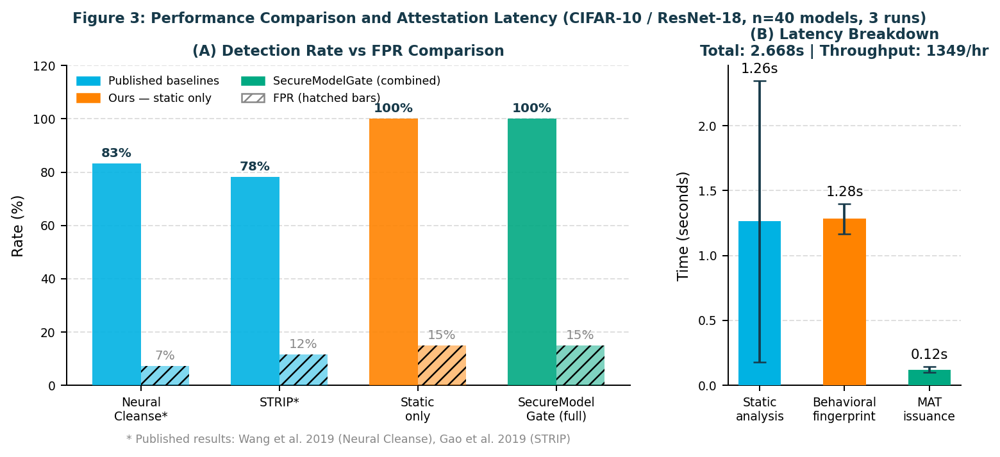 Figure 3: Performance Comparison and Attestation Latency (CIFAR-10 / ResNet-18, n=40 models, 3 runs)
(A) Detection Rate vs FPR Comparison
120
100
80
60
40
20
0
Rate (%)
Published baselines
Ours — static only
SecureModelGate (combined)
FPR (hatched bars)
83%
7%
78%
12%
100%
15%
100%
15%
Neural
Cleanse*
STRIP*
Static
only
SecureModel
Gate (full)
* Published results: Wang et al. 2019 (Neural Cleanse), Gao et al. 2019 (STRIP)
(B) Latency Breakdown
Total: 2.668s | Throughput: 1349/hr
2.0
1.5
1.0
0.5
0.0
Time (seconds)
1.26s
1.28s
0.12s
Static
analysis
Behavioral
fingerprint
MAT
issuance